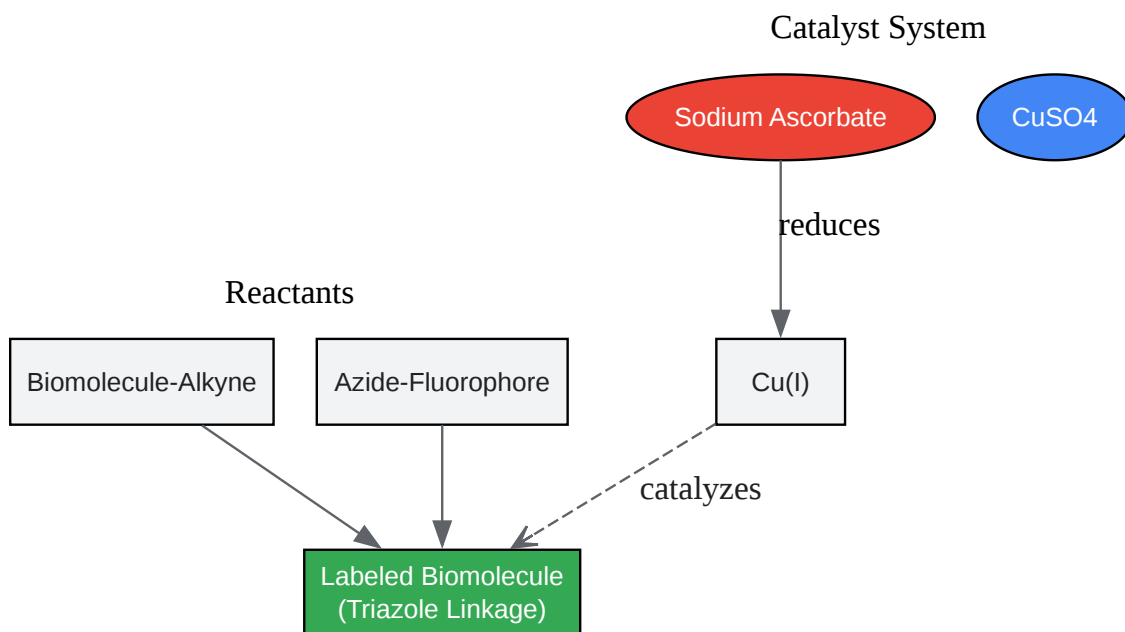 Catalyst System
Sodium Ascorbate
CuSO4
reduces
Reactants
Biomolecule-Alkyne
Azide-Fluorophore
Cu(I)
catalyzes
Labeled Biomolecule
(Triazole Linkage)